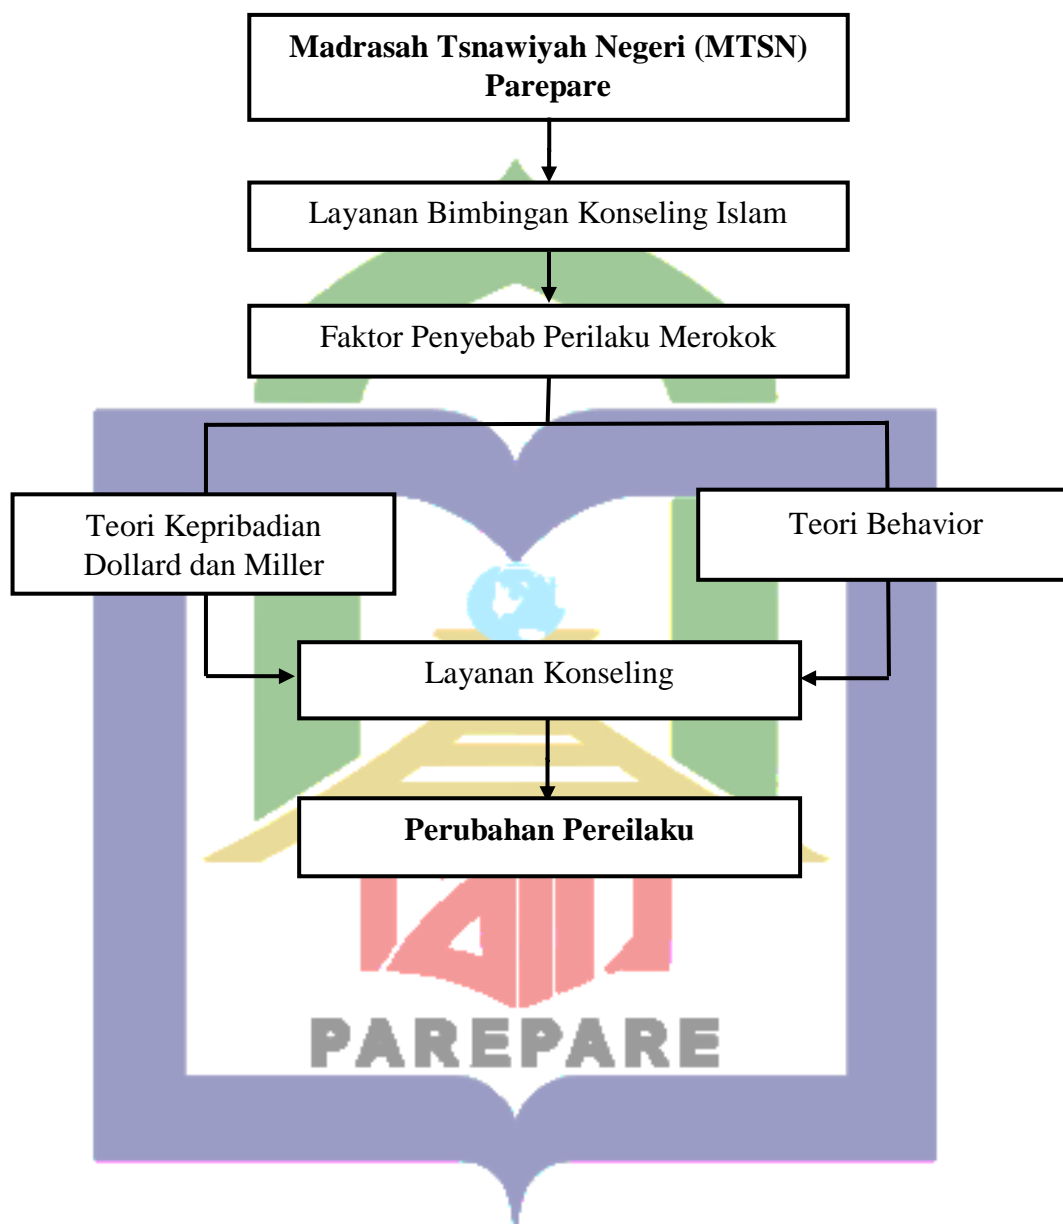 Madrasah Tsnawiyah Negeri (MTSN)
Parepare
Layanan Bimbingan Konseling Islam
Faktor Penyebab Perilaku Merokok
Teori Kepribadian
Dollard dan Miller
Teori Behavior
Layanan Konseling
Perubahan Pereilaku
PAREPARE